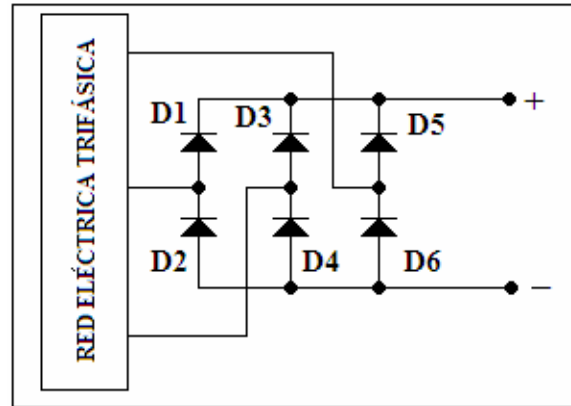 RED ELÉCTRICA TRIFÁSICA
D1
D3
D5
+
D2
D4
D6
−